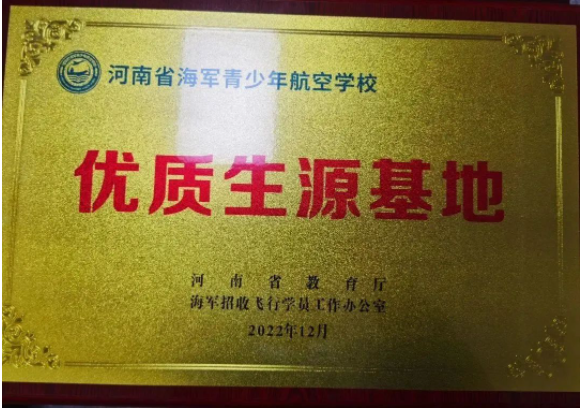 河南省海军青少年航空学校
优质生源基地
河南省教育厅
海军招收飞行学员工作办公室
2022年12月